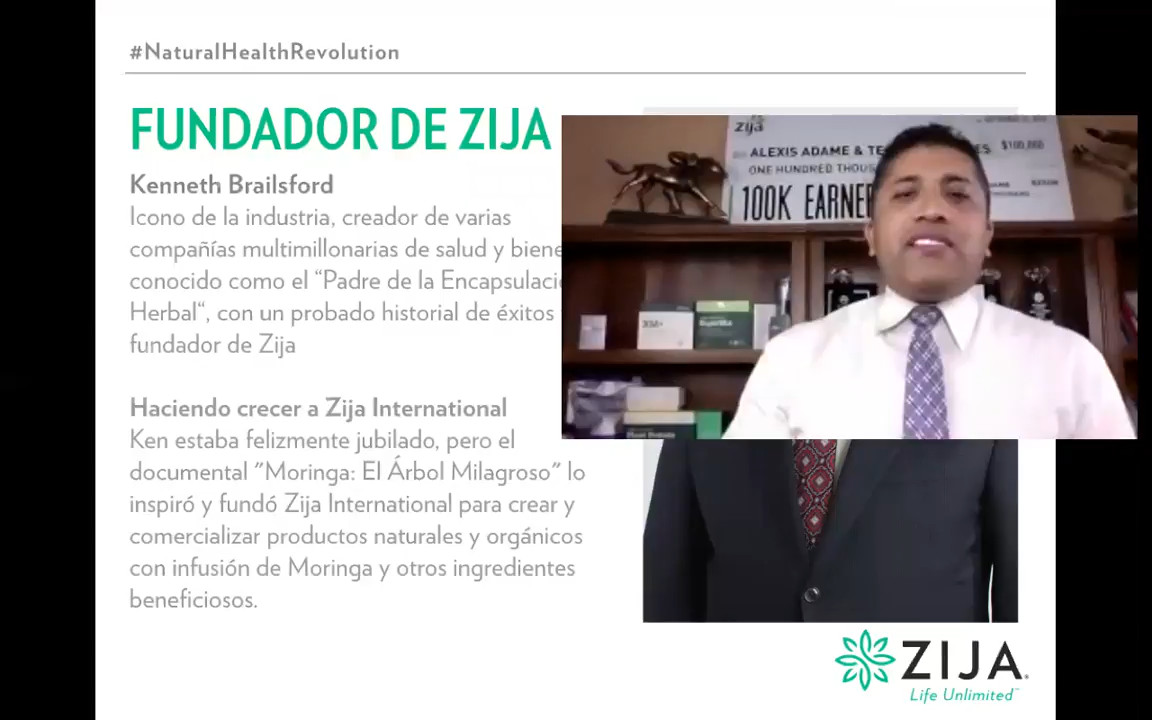 #NaturalHealthRevolution
FUNDADOR DE ZIJA
Kenneth Brailsford
Icono de la industria, creador de varias
compañías multimillonarias de salud y biene
conocido como el “Padre de la Encapsulaci
Herbal“, con un probado historial de éxitos
fundador de Zija
Haciendo crecer a Zija International
Ken estaba felizmente jubilado, pero el
documental "Moringa: El Árbol Milagroso" lo
inspiró y fundó Zija International para crear y
comercializar productos naturales y orgánicos
con infusión de Moringa y otros ingredientes
beneficiosos.
zija
ALEXIS ADAME & TE
$100,000
ONE HUNDRED THOUS
100K EARNER
XM+
ZIJA
Life Unlimited™